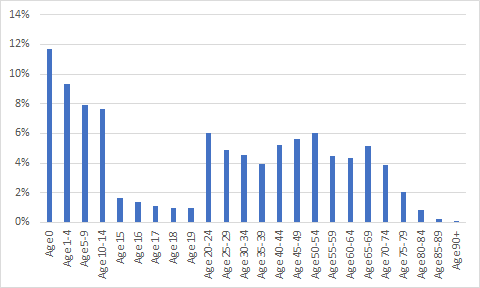 14%
12%
10%
8%
6%
4%
2%
0%
Age 0
Age 1-4
Age 5-9
Age 10-14
Age 15
Age 16
Age 17
Age 18
Age 19
Age 20-24
Age 25-29
Age 30-34
Age 35-39
Age 40-44
Age 45-49
Age 50-54
Age 55-59
Age 60-64
Age 65-69
Age 70-74
Age 75-79
Age 80-84
Age 85-89
Age 90+